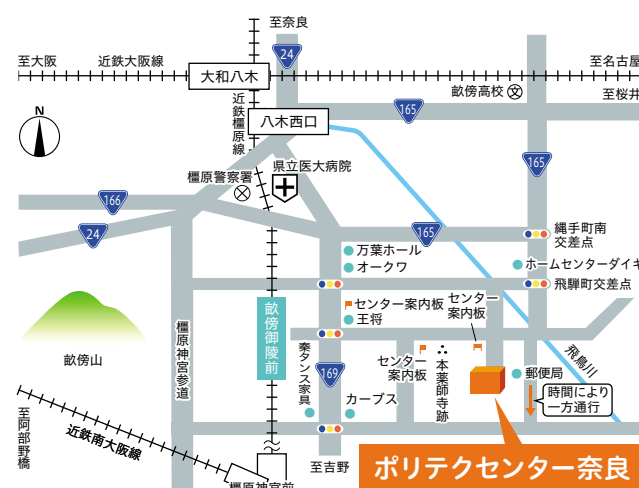 至奈良
24
至大阪
近鉄大阪線
大和八木
至名古屋
畝傍高校
文
至桜井
近鉄橿原線
八木西口
165
N
165
県立医大病院
橿原警察署
166
24
165
縄手町南
交差点
万葉ホール
オークワ
ホームセンターダイキ
飛騨町交差点
センター案内板
王将
センター
案内板
畝傍御陵前
橿原神宮参道
畝傍山
秦タンス家具
169
センター
案内板
本薬師寺跡
飛鳥川
郵便局
時間により
一方通行
カーブス
至阿部野橋
近鉄南大阪線
至吉野
橿原神宮前
ポリテクセンター奈良